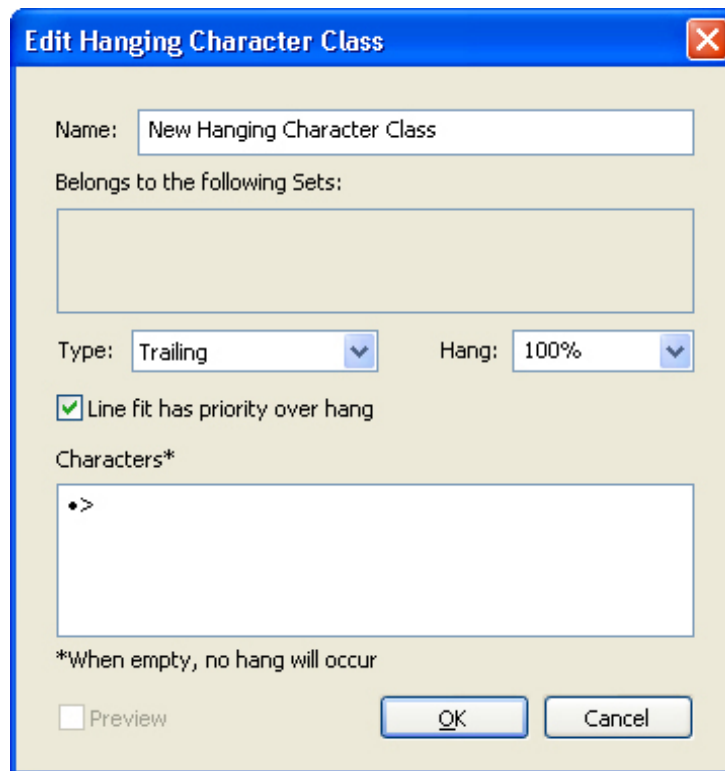 Edit Hanging Character Class
Name: New Hanging Character Class
Belongs to the following Sets:
Type: Trailing Hang: 100%
Line fit has priority over hang
Characters*
•>
*When empty, no hang will occur
Preview OK Cancel